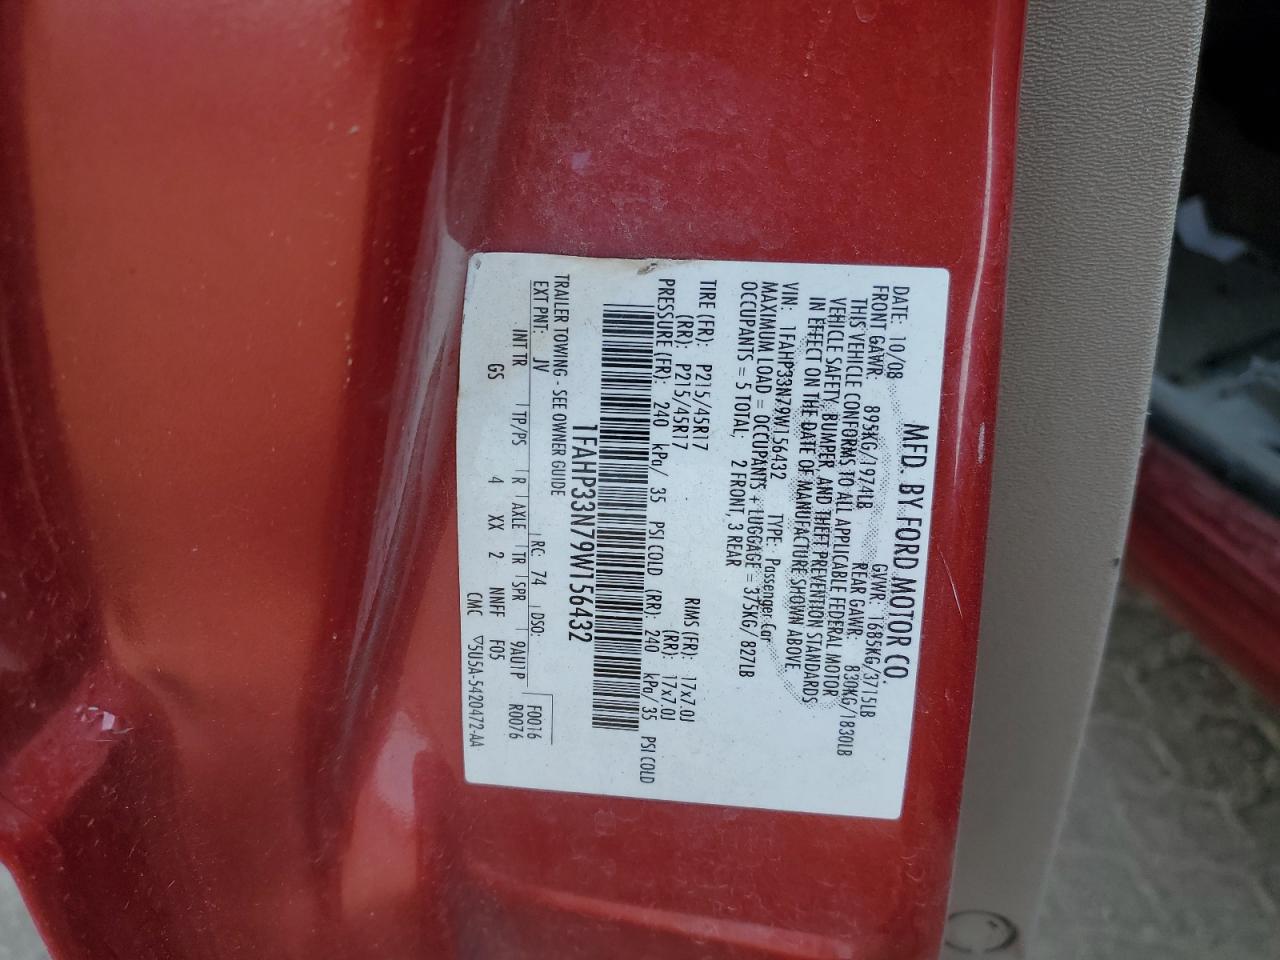 MFD. BY FORD MOTOR CO.
DATE: 10/08 GVWR: 1685KG/3715LB
FRONT GAWR: 895KG/1974LB REAR GAWR: 830KG/1830LB
THIS VEHICLE CONFORMS TO ALL APPLICABLE FEDERAL MOTOR
VEHICLE SAFETY, BUMPER, AND THEFT PREVENTION STANDARDS
IN EFFECT ON THE DATE OF MANUFACTURE SHOWN ABOVE.
VIN: 1FAHP33N79W156432 TYPE: Passenger Car
MAXIMUM LOAD = OCCUPANTS + LUGGAGE = 375KG/827LB
OCCUPANTS = 5 TOTAL; 2 FRONT, 3 REAR
TIRE (FR): P215/45R17 RIMS (FR): 17x7.0J
(RR): P215/45R17 (RR): 17x7.0J
PRESSURE (FR): 240 kPa/ 35 PSI COLD (RR): 240 kPa/ 35 PSI COLD
1FAHP33N79W156432
TRAILER TOWING - SEE OWNER GUIDE
EXT PNT: JV RC: 74 DSO: F0016
INT TR TP/PS R AXLE TR SPR 9AU1P R0076
GS 4 XX 2 NNFF F05
CMC ▽5U5A-5420472-AA